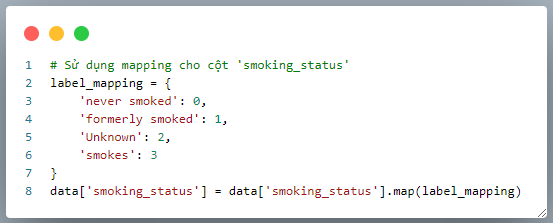 1 # Sử dụng mapping cho cột 'smoking_status'
2 label_mapping = {
3     'never smoked': 0,
4     'formerly smoked': 1,
5     'Unknown': 2,
6     'smokes': 3
7 }
8 data['smoking_status'] = data['smoking_status'].map(label_mapping)